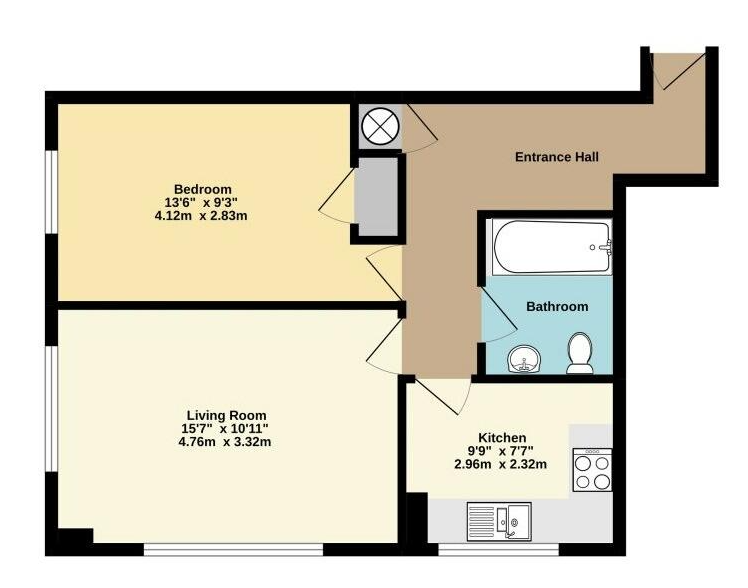 Entrance Hall
Bedroom
13'6" x 9'3"
4.12m x 2.83m
Bathroom
Living Room
15'7" x 10'11"
4.76m x 3.32m
Kitchen
9'9" x 7'7"
2.96m x 2.32m